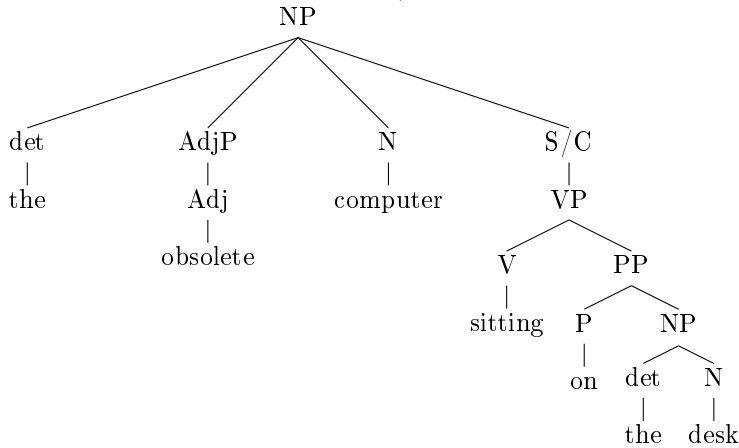 NP
det AdjP N S/C
the Adj computer VP
obsolete V PP
sitting P NP
on det N
the desk